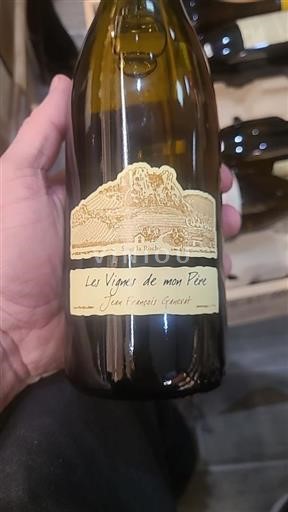 Sous la Roche
Les Vignes de mon Père
Jean François Ganevat